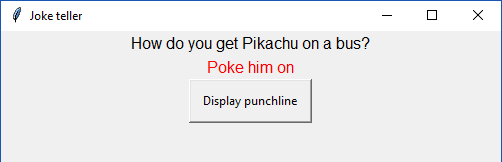 Joke teller
How do you get Pikachu on a bus?
Poke him on
Display punchline